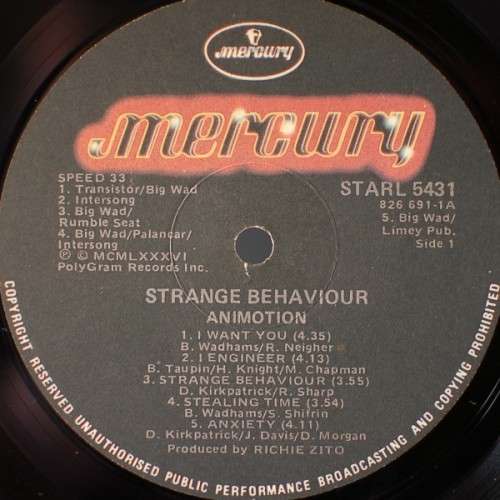 mercury
mercury
SPEED 33
1. Transistor/Big Wad
2. Intersong
3. Big Wad/
Rumble Seat
4. Big Wad/Palancar/
Intersong
℗ © MCMLXXXVI
PolyGram Records Inc.
STARL 5431
826 691-1A
5. Big Wad/
Limey Pub.
Side 1
STRANGE BEHAVIOUR
ANIMOTION
1. I WANT YOU (4.35)
B. Wadhams/R. Neigher
2. I ENGINEER (4.13)
B. Taupin/H. Knight/M. Chapman
3. STRANGE BEHAVIOUR (3.55)
D. Kirkpatrick/R. Sharp
4. STEALING TIME (3.54)
B. Wadhams/S. Shifrin
5. ANXIETY (4.11)
D. Kirkpatrick/J. Davis/D. Morgan
Produced by RICHIE ZITO
COPYRIGHT RESERVED UNAUTHORISED PUBLIC PERFORMANCE BROADCASTING AND COPYING PROHIBITED